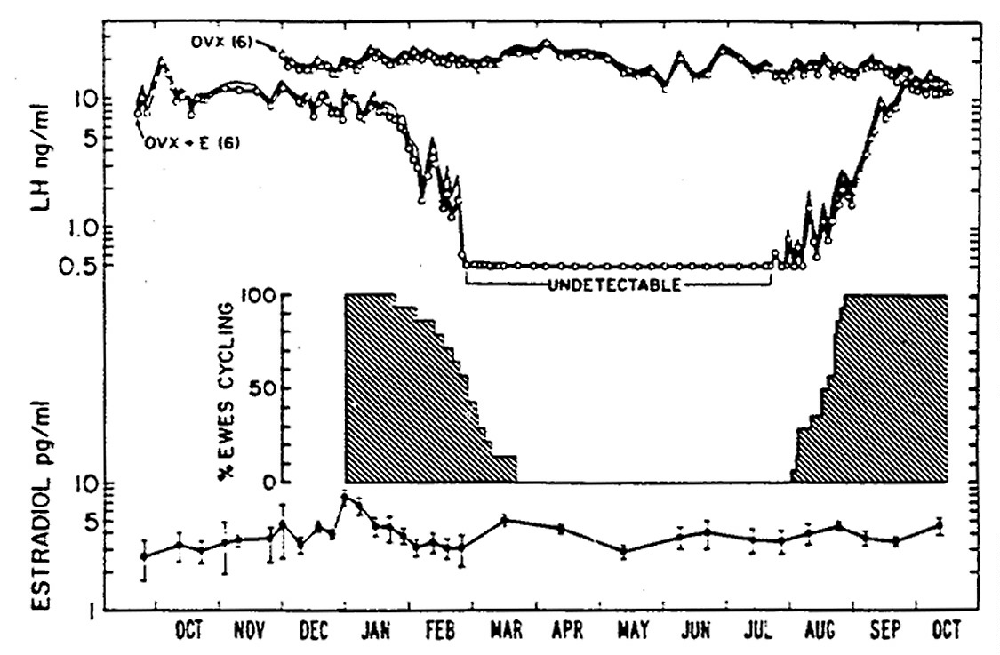 OVX (6)
OVX + E (6)
LH ng/ml
10
5
1.0
0.5
UNDETECTABLE
% EWES CYCLING
100
50
0
ESTRADIOL pg/ml
10
5
1
OCT NOV DEC JAN FEB MAR APR MAY JUN JUL AUG SEP OCT